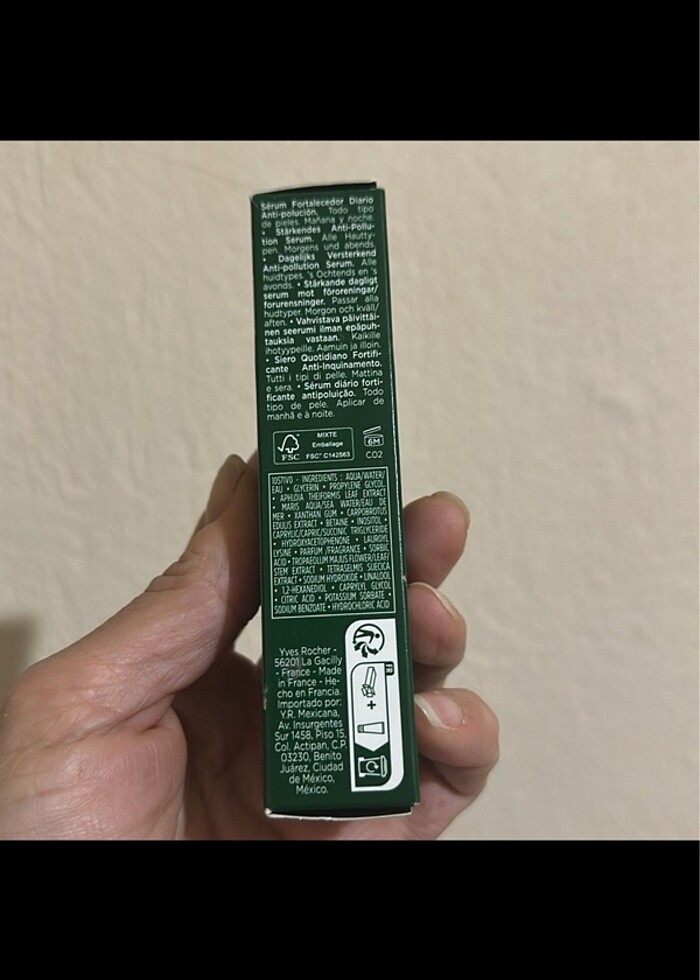 Sérum Fortalecedor Diario
Anti-polución. Todo tipo
de pieles. Mañana y noche.
• Stärkendes Anti-Pollu-
tion Serum. Alle Hautty-
pen. Morgens und abends.
• Dagelijks Versterkend
Anti-pollution Serum. Alle
huidtypes. 's Ochtends en 's
avonds. • Stärkande dagligt
serum mot föroreningar/
forurensninger. Passar alla
hudtyper. Morgon och kväll/
aften. • Vahvistava päivittäi-
nen seerumi ilman epäpuh-
tauksia vastaan. Kaikille
ihotyypeille. Aamuin ja illoin.
• Siero Quotidiano Fortifi-
cante Anti-Inquinamento.
Tutti i tipi di pelle. Mattina
e sera. • Sérum diário forti-
ficante antipoluição. Todo
tipo de pele. Aplicar de
manhã e à noite.
FSC
MIXTE
Emballage
FSC® C142563
6M
C02
10STIVO - INGREDIENTS : AQUA/WATER/
EAU • GLYCERIN • PROPYLENE GLYCOL
• APHLOIA THEIFORMIS LEAF EXTRACT
• MARIS AQUA/SEA WATER/EAU DE
MER • XANTHAN GUM • CARPOBROTUS
EDULIS EXTRACT • BETAINE • INOSITOL •
CAPRYLIC/CAPRIC/SUCCINIC TRIGLYCERIDE
• HYDROXYACETOPHENONE • LAUROYL
LYSINE • PARFUM /FRAGRANCE • SORBIC
ACID • TROPAEOLUM MAJUS FLOWER/LEAF/
STEM EXTRACT • TETRASELMIS SUECICA
EXTRACT • SODIUM HYDROXIDE • LINALOOL
• 1,2-HEXANEDIOL • CAPRYLYL GLYCOL
• CITRIC ACID • POTASSIUM SORBATE •
SODIUM BENZOATE • HYDROCHLORIC ACID
Yves Rocher -
56201 La Gacilly
- France - Made
in France - He-
cho en Francia.
Importado por:
Y.R. Mexicana,
Av. Insurgentes
Sur 1458, Piso 15,
Col. Actipan, C.P.
03230, Benito
Juárez, Ciudad
de México,
México.
FR
+